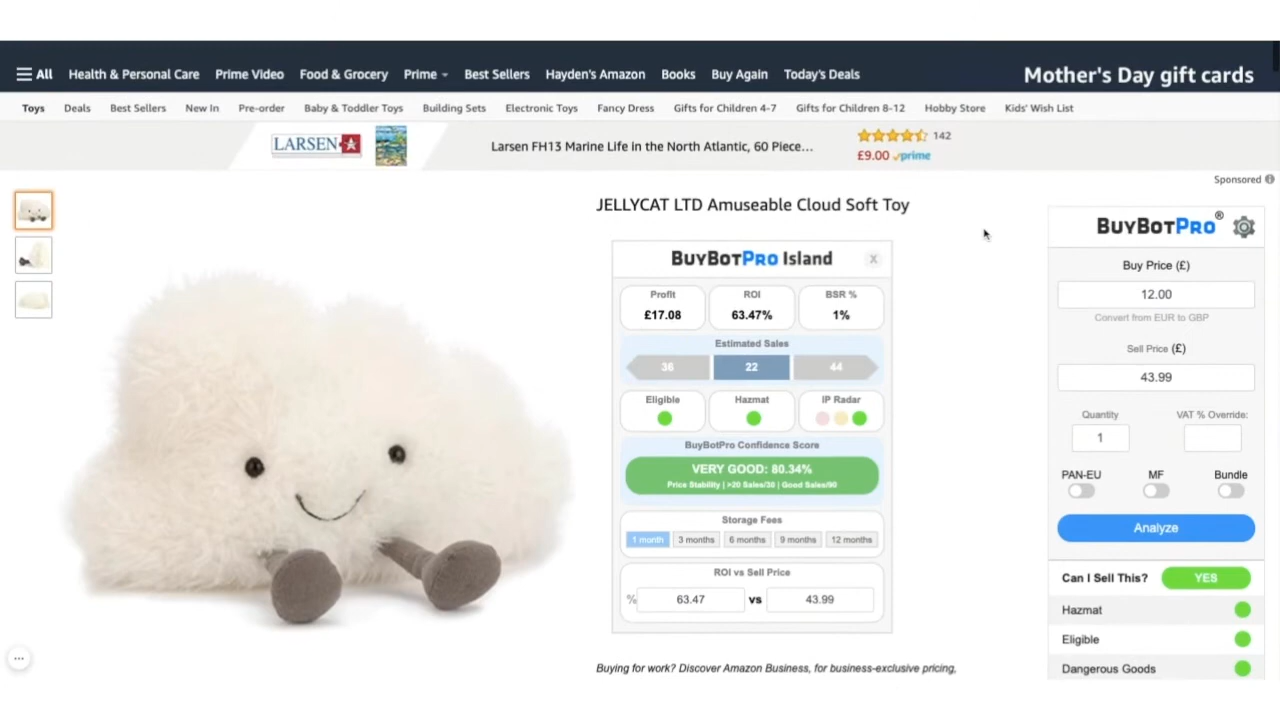 All Health & Personal Care Prime Video Food & Grocery Prime Best Sellers Hayden's Amazon Books Buy Again Today's Deals Mother's Day gift cards
Toys Deals Best Sellers New In Pre-order Baby & Toddler Toys Building Sets Electronic Toys Fancy Dress Gifts for Children 4-7 Gifts for Children 8-12 Hobby Store Kids' Wish List
LARSEN Larsen FH13 Marine Life in the North Atlantic, 60 Piece... 142
£9.00 prime
Sponsored
JELLYCAT LTD Amuseable Cloud Soft Toy
BuyBotPro Island X
Profit ROI BSR %
£17.08 63.47% 1%
Estimated Sales
36 22 44
Eligible Hazmat IP Radar
BuyBotPro Confidence Score
VERY GOOD: 80.34%
Price Stability | >20 Sales/30 | Good Sales/90
Storage Fees
1 month 3 months 6 months 9 months 12 months
ROI vs Sell Price
% 63.47 vs 43.99
Buying for work? Discover Amazon Business, for business-exclusive pricing,
BuyBotPro®
Buy Price (£)
12.00
Convert from EUR to GBP
Sell Price (£)
43.99
Quantity VAT % Override:
1
PAN-EU MF Bundle
Analyze
Can I Sell This? YES
Hazmat
Eligible
Dangerous Goods